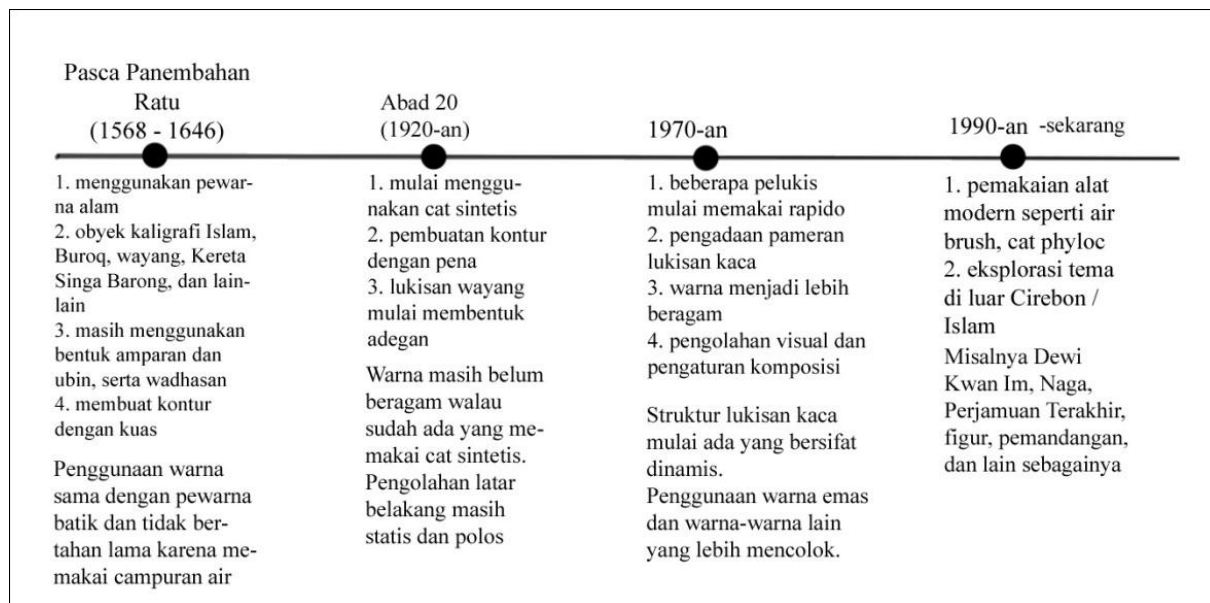 Pasca Panembahan
Ratu
(1568 - 1646)
1. menggunakan pewar-
na alam
2. obyek kaligrafi Islam,
Buroq, wayang, Kereta
Singa Barong, dan lain-
lain
3. masih menggunakan
bentuk amparan dan
ubin, serta wadhasan
4. membuat kontur
dengan kuas
Penggunaan warna
sama dengan pewarna
batik dan tidak ber-
tahan lama karena me-
makai campuran air
Abad 20
(1920-an)
1. mulai menggu-
nakan cat sintetis
2. pembuatan kontur
dengan pena
3. lukisan wayang
mulai membentuk
adegan
Warna masih belum
beragam walau
sudah ada yang me-
makai cat sintetis.
Pengolahan latar
belakang masih
statis dan polos
1970-an
1. beberapa pelukis
mulai memakai rapido
2. pengadaan pameran
lukisan kaca
3. warna menjadi lebih
beragam
4. pengolahan visual dan
pengaturan komposisi
Struktur lukisan kaca
mulai ada yang bersifat
dinamis.
Penggunaan warna emas
dan warna-warna lain
yang lebih mencolok.
1990-an -sekarang
1. pemakaian alat
modern seperti air
brush, cat phyloc
2. eksplorasi tema
di luar Cirebon /
Islam
Misalnya Dewi
Kwan Im, Naga,
Perjamuan Terakhir,
figur, pemandangan,
dan lain sebagainya